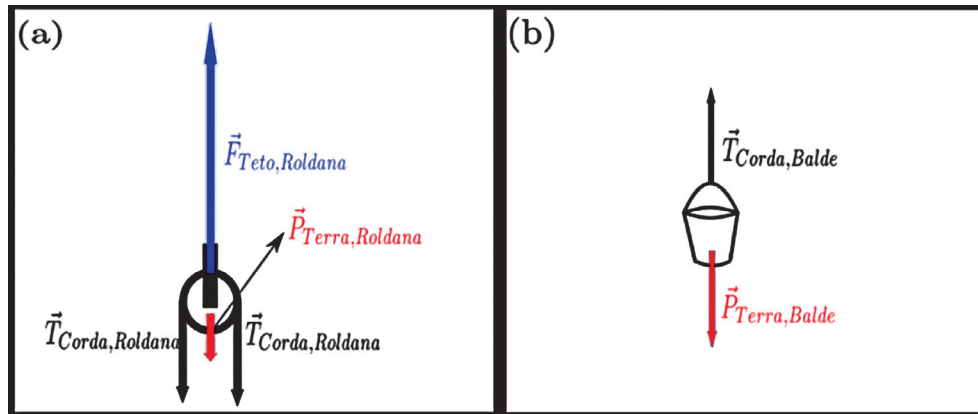 (a)
(b)
T⃗Corda,Balde
F⃗Teto,Roldana
P⃗Terra,Roldana
P⃗Terra,Balde
T⃗Corda,Roldana
T⃗Corda,Roldana